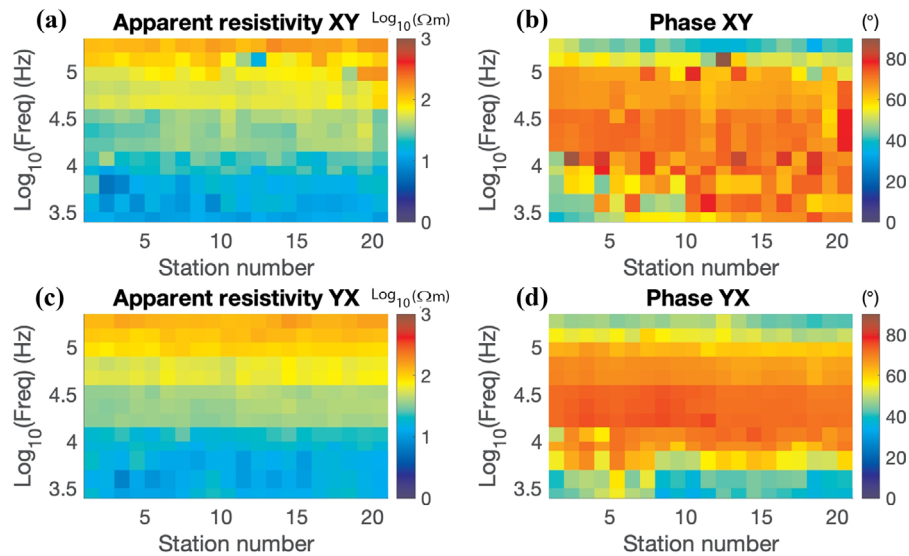 (a) Apparent resistivity XY Log10(Ωm)
3
2
1
0
5
4.5
4
3.5
Log10(Freq) (Hz)
5 10 15 20
Station number
(b) Phase XY (°)
80
60
40
20
0
5
4.5
4
3.5
Log10(Freq) (Hz)
5 10 15 20
Station number
(c) Apparent resistivity YX Log10(Ωm)
3
2
1
0
5
4.5
4
3.5
Log10(Freq) (Hz)
5 10 15 20
Station number
(d) Phase YX (°)
80
60
40
20
0
5
4.5
4
3.5
Log10(Freq) (Hz)
5 10 15 20
Station number